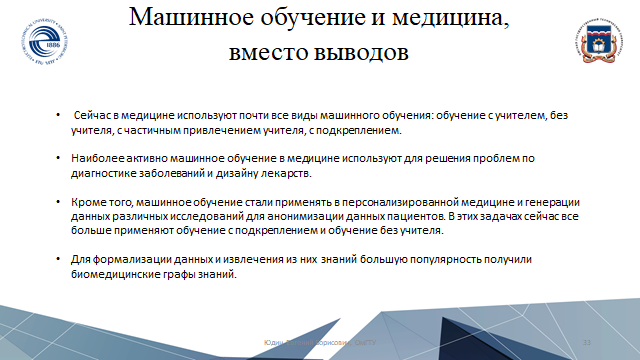 Машинное обучение и медицина,
вместо выводов
1886
• Сейчас в медицине используют почти все виды машинного обучения: обучение с учителем, без
учителя, с частичным привлечением учителя, с подкреплением.
• Наиболее активно машинное обучение в медицине используют для решения проблем по
диагностике заболеваний и дизайну лекарств.
• Кроме того, машинное обучение стали применять в персонализированной медицине и генерации
данных различных исследований для анонимизации данных пациентов. В этих задачах сейчас все
больше применяют обучение с подкреплением и обучение без учителя.
• Для формализации данных и извлечения из них знаний большую популярность получили
биомедицинские графы знаний.
33